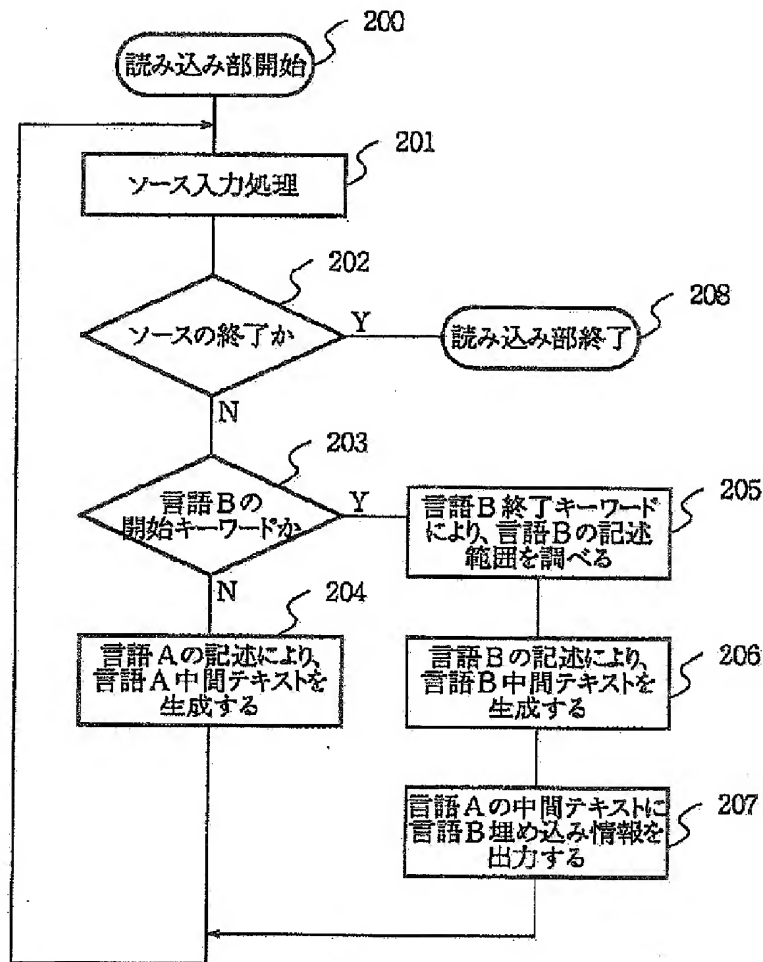 200
読み込み部開始
201
ソース入力処理
202
ソースの終了か
Y
208
読み込み部終了
N
203
言語Bの
開始キーワードか
Y
205
言語B終了キーワード
により、言語Bの記述
範囲を調べる
N
204
言語Aの記述により、
言語A中間テキストを
生成する
206
言語Bの記述により、
言語B中間テキストを
生成する
207
言語Aの中間テキストに
言語B埋め込み情報を
出力する